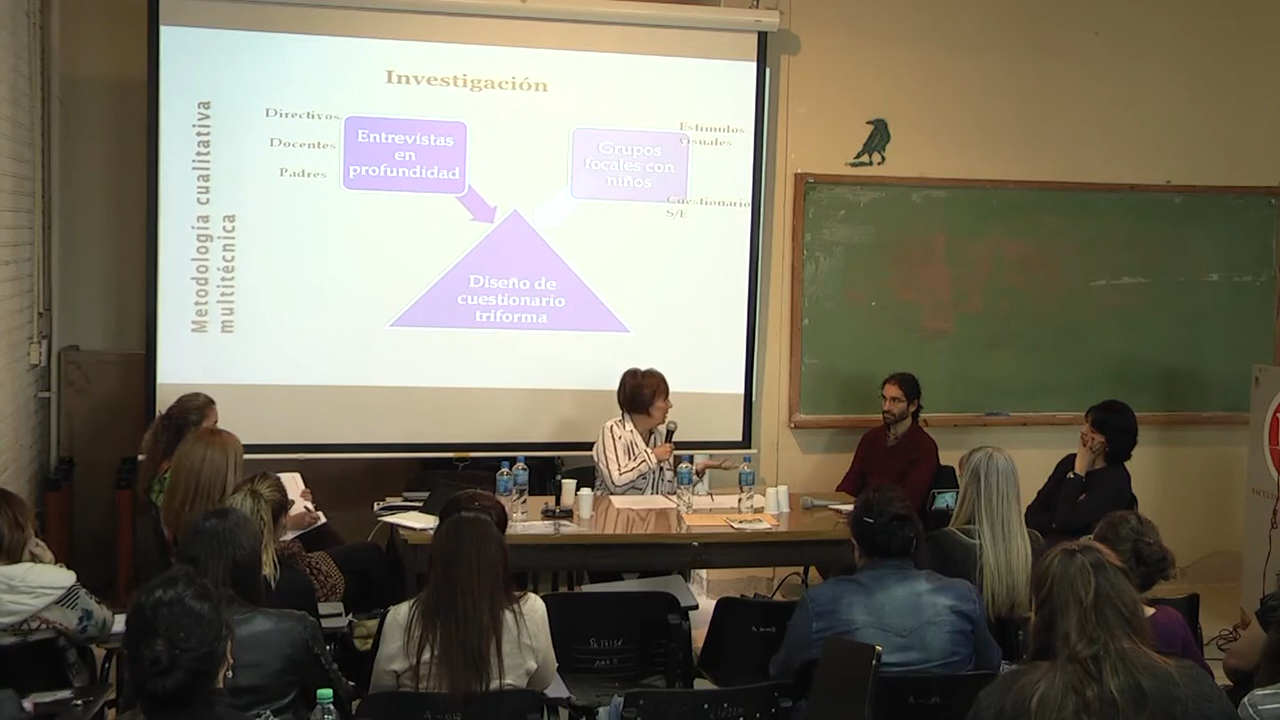 Investigación
Metodología cualitativa
multitécnica
Directivos
Docentes
Padres
Entrevistas
en
profundidad
Grupos
focales con
niños
Estímulos
visuales
Cuestionario
S/E
Diseño de
cuestionario
triforma